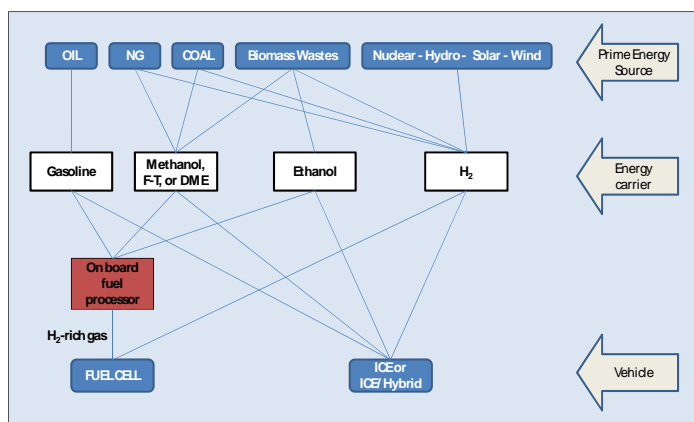 OIL
NG
COAL
Biomass Wastes
Nuclear - Hydro - Solar - Wind
Prime Energy
Source
Gasoline
Methanol,
F-T, or DME
Ethanol
H₂
Energy
carrier
On board
fuel
processor
H₂-rich gas
FUEL CELL
ICE or
ICE/ Hybrid
Vehicle